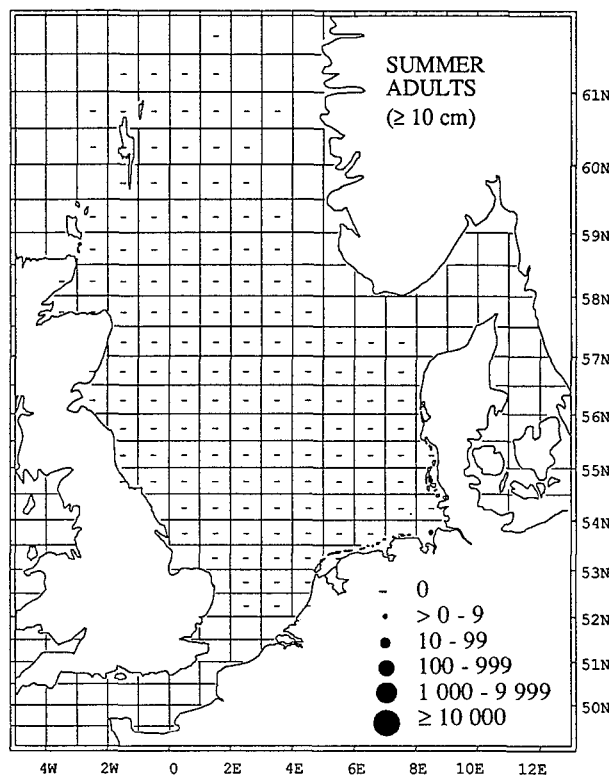 SUMMER
ADULTS
(≥ 10 cm)
61N
60N
59N
58N
57N
56N
55N
54N
53N
52N
51N
50N
- 0
> 0 - 9
10 - 99
100 - 999
1 000 - 9 999
≥ 10 000
4W 2W 0 2E 4E 6E 8E 10E 12E